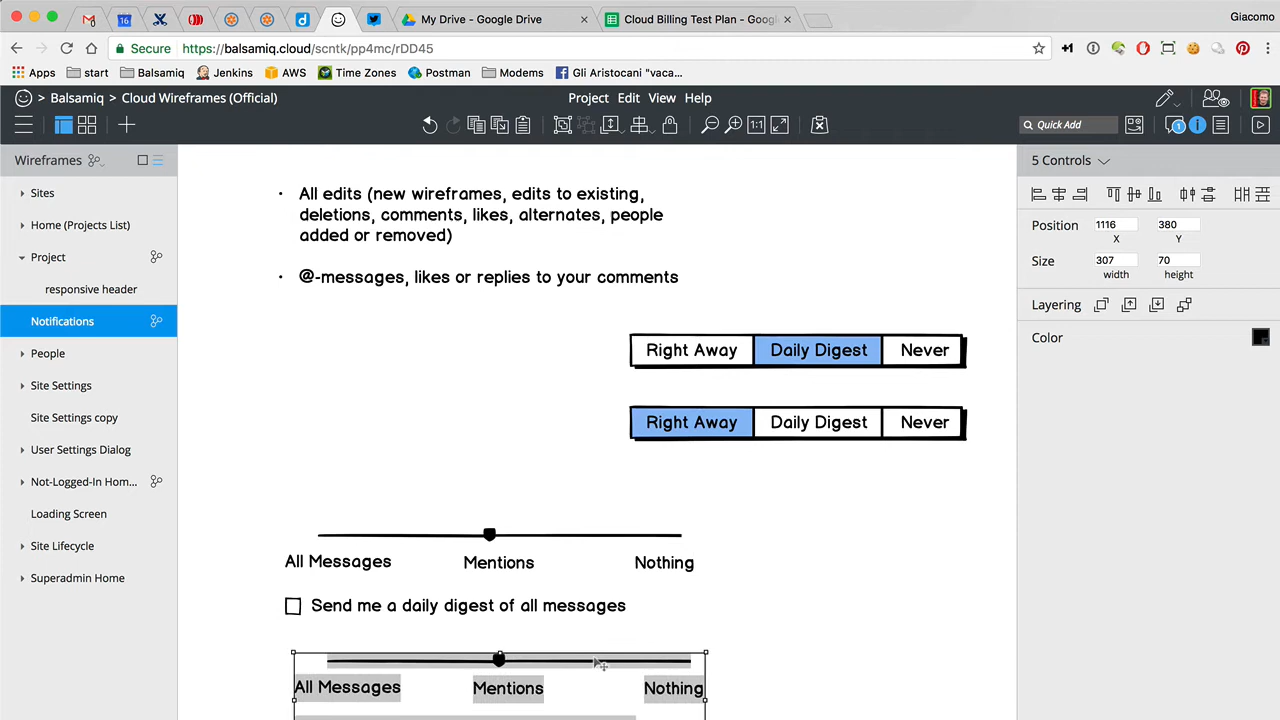 16
My Drive - Google Drive
Cloud Billing Test Plan - Googl
Giacomo
Secure
https://balsamiq.cloud/scntk/pp4mc/rDD45
+1
Apps
start
Balsamiq
Jenkins
AWS
Time Zones
Postman
Modems
Gli Aristocani "vaca...
Balsamiq > Cloud Wireframes (Official)
Project
Edit
View
Help
1:1
Quick Add
1
Wireframes
5 Controls
Sites
Home (Projects List)
Project
responsive header
Notifications
People
Site Settings
Site Settings copy
User Settings Dialog
Not-Logged-In Hom...
Loading Screen
Site Lifecycle
Superadmin Home
· All edits (new wireframes, edits to existing,
deletions, comments, likes, alternates, people
added or removed)
· @-messages, likes or replies to your comments
Right Away
Daily Digest
Never
Right Away
Daily Digest
Never
All Messages
Mentions
Nothing
Send me a daily digest of all messages
All Messages
Mentions
Nothing
Position
1116
380
X
Y
Size
307
70
width
height
Layering
Color